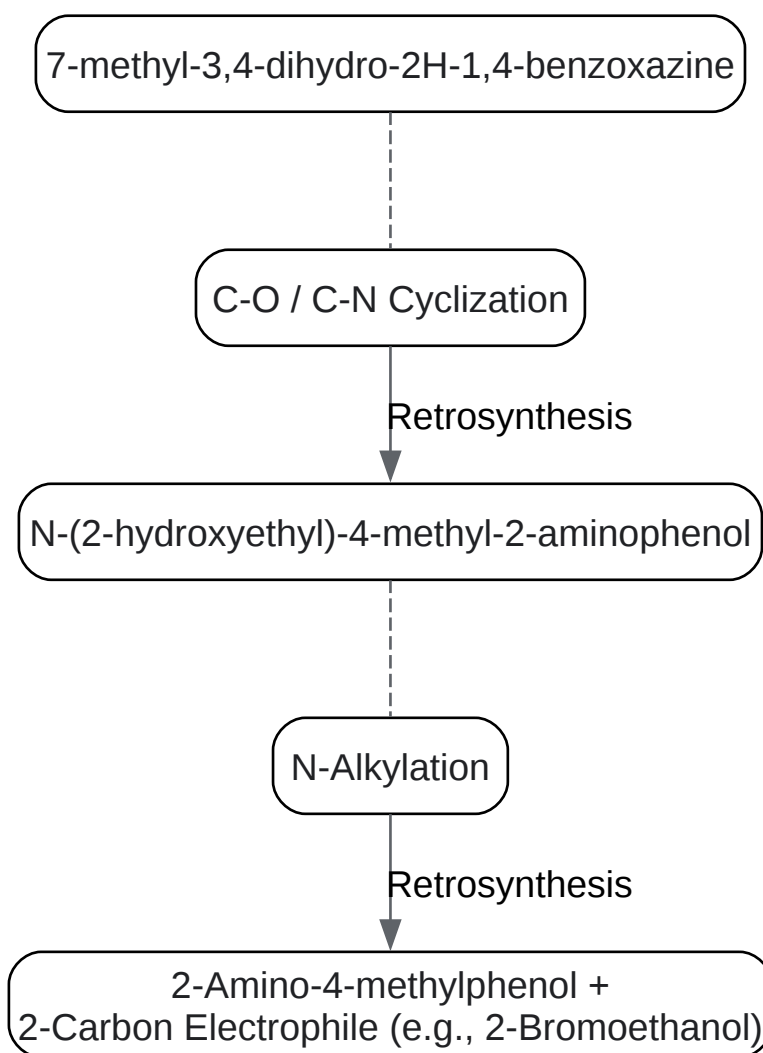 7-methyl-3,4-dihydro-2H-1,4-benzoxazine
C-O / C-N Cyclization
Retrosynthesis
N-(2-hydroxyethyl)-4-methyl-2-aminophenol
N-Alkylation
Retrosynthesis
2-Amino-4-methylphenol +
2-Carbon Electrophile (e.g., 2-Bromoethanol)